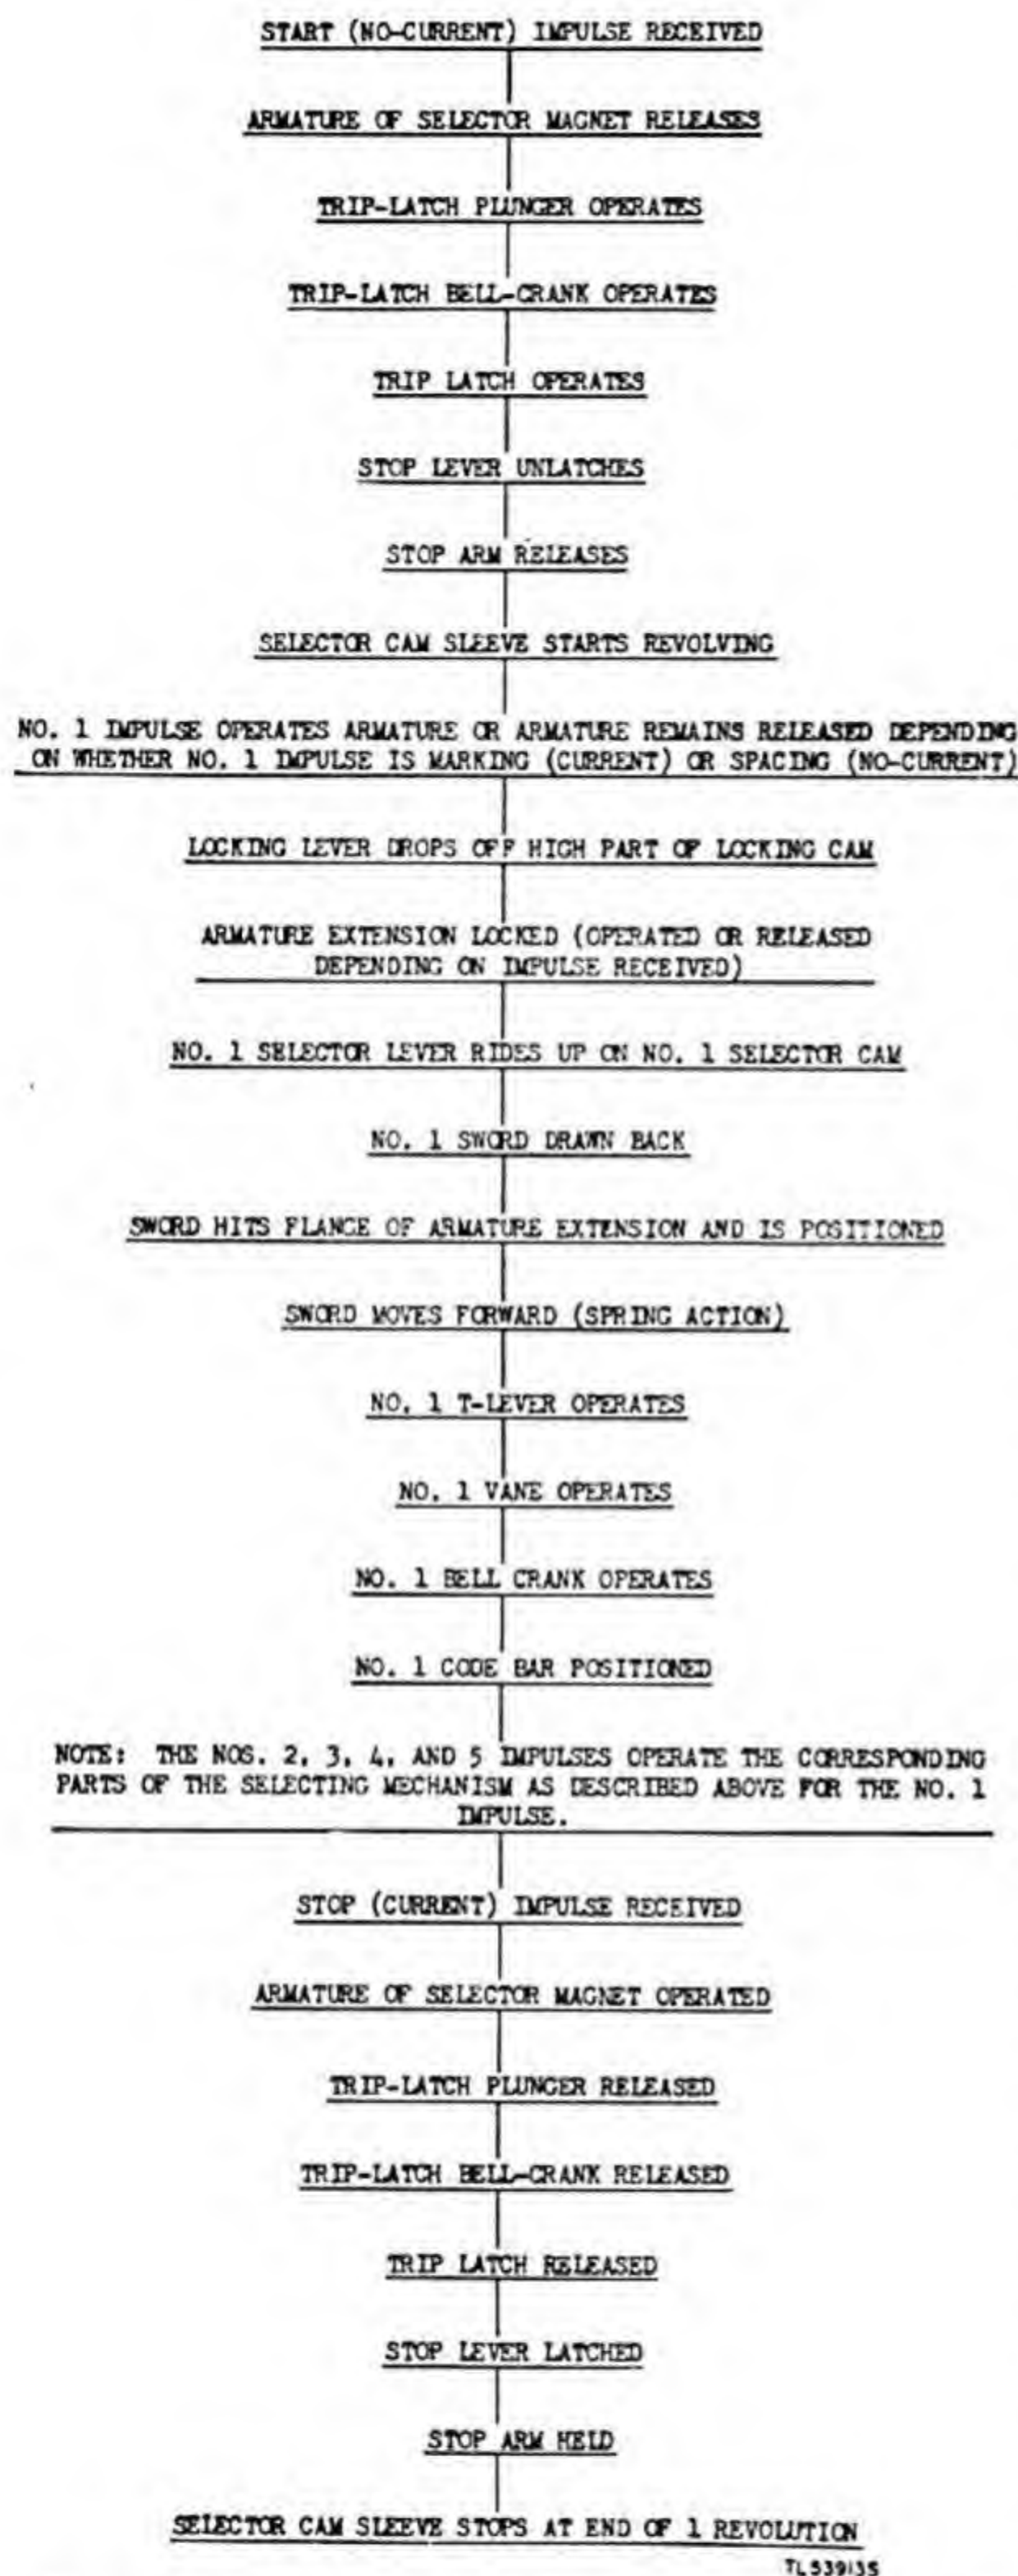 START (NO-CURRENT) IMPULSE RECEIVED
ARMATURE OF SELECTOR MAGNET RELEASES
TRIP-LATCH PLUNGER OPERATES
TRIP-LATCH BELL-CRANK OPERATES
TRIP LATCH OPERATES
STOP LEVER UNLATCHES
STOP ARM RELEASES
SELECTOR CAM SLEEVE STARTS REVOLVING
NO. 1 IMPULSE OPERATES ARMATURE OR ARMATURE REMAINS RELEASED DEPENDING
ON WHETHER NO. 1 IMPULSE IS MARKING (CURRENT) OR SPACING (NO-CURRENT)
LOCKING LEVER DROPS OFF HIGH PART OF LOCKING CAM
ARMATURE EXTENSION LOCKED (OPERATED OR RELEASED
DEPENDING ON IMPULSE RECEIVED)
NO. 1 SELECTOR LEVER RIDES UP ON NO. 1 SELECTOR CAM
NO. 1 SWORD DRAWN BACK
SWORD HITS FLANGE OF ARMATURE EXTENSION AND IS POSITIONED
SWORD MOVES FORWARD (SPRING ACTION)
NO. 1 T-LEVER OPERATES
NO. 1 VANE OPERATES
NO. 1 BELL CRANK OPERATES
NO. 1 CODE BAR POSITIONED
NOTE: THE NOS. 2, 3, 4, AND 5 IMPULSES OPERATE THE CORRESPONDING
PARTS OF THE SELECTING MECHANISM AS DESCRIBED ABOVE FOR THE NO. 1
IMPULSE.
STOP (CURRENT) IMPULSE RECEIVED
ARMATURE OF SELECTOR MAGNET OPERATED
TRIP-LATCH PLUNGER RELEASED
TRIP-LATCH BELL-CRANK RELEASED
TRIP LATCH RELEASED
STOP LEVER LATCHED
STOP ARM HELD
SELECTOR CAM SLEEVE STOPS AT END OF 1 REVOLUTION
TL53913S